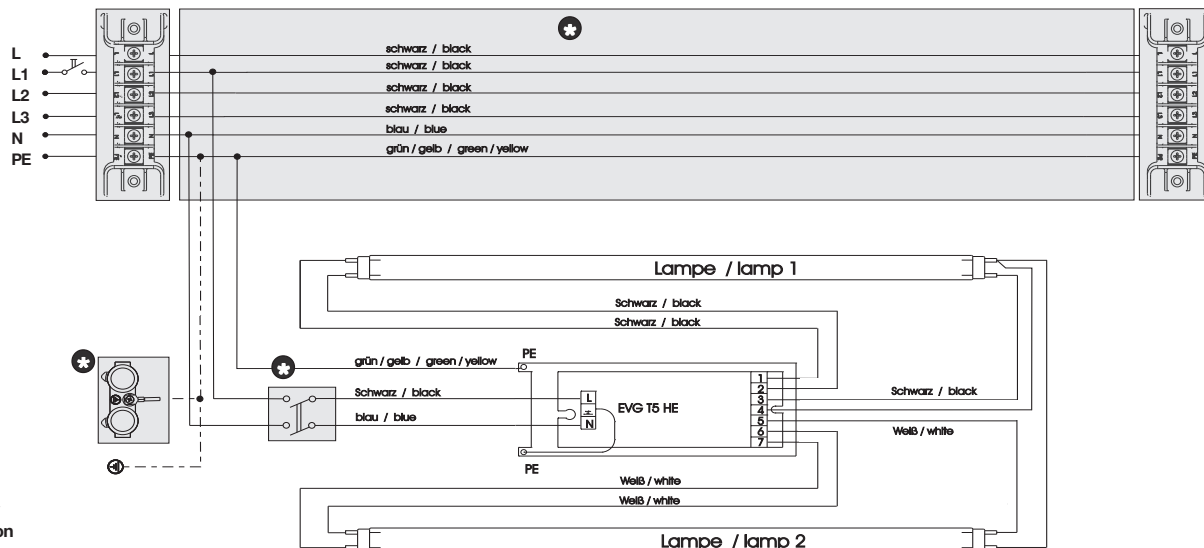 L
schwarz / black
L1
schwarz / black
L2
schwarz / black
L3
schwarz / black
N
blau / blue
PE
grün / gelb / green / yellow
Lampe / lamp 1
Schwarz / black
Schwarz / black
PE
grün / gelb / green / yellow
Schwarz / black
blau / blue
L
N
EVG T5 HE
1
2
3
4
5
6
7
Schwarz / black
Weiß / white
PE
Weiß / white
Weiß / white
Lampe / lamp 2